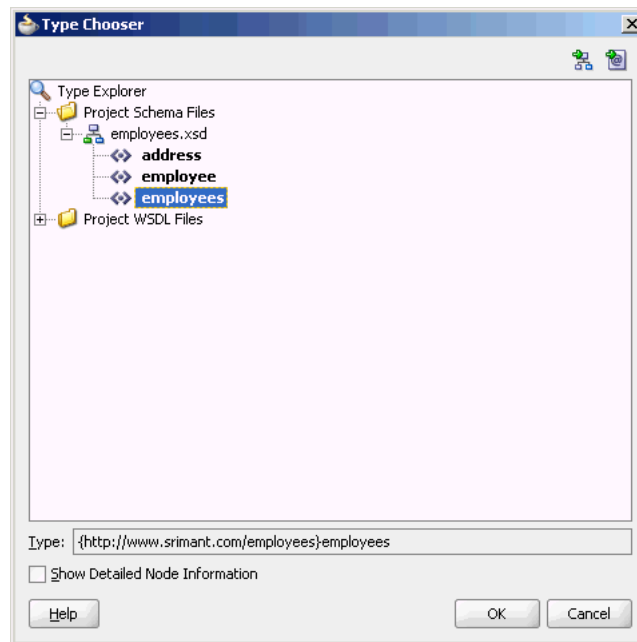 Type Chooser
Type Explorer
Project Schema Files
employees.xsd
address
employee
employees
Project WSDL Files
Type: {http://www.srimant.com/employees}employees
Show Detailed Node Information
Help OK Cancel